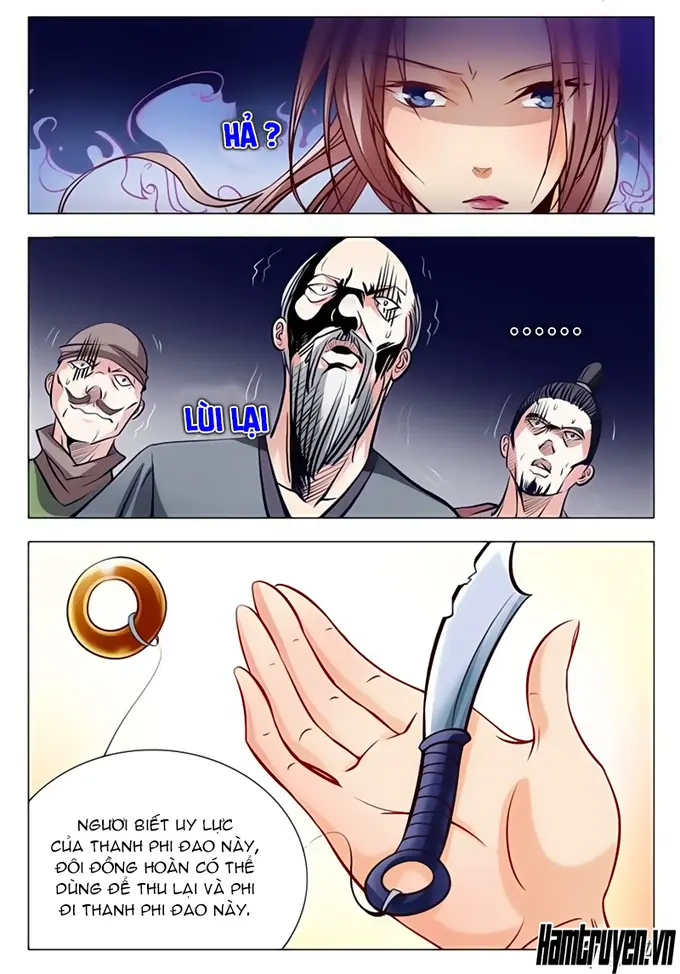 HẢ ?
......
LÙI LẠI
NGƯƠI BIẾT UY LỰC
CỦA THANH PHI ĐAO NÀY,
ĐÔI ĐỒNG HOÀN CÓ THỂ
DÙNG ĐỂ THU LẠI VÀ PHI
ĐI THANH PHI ĐAO NÀY.
Hamtruyen.vn